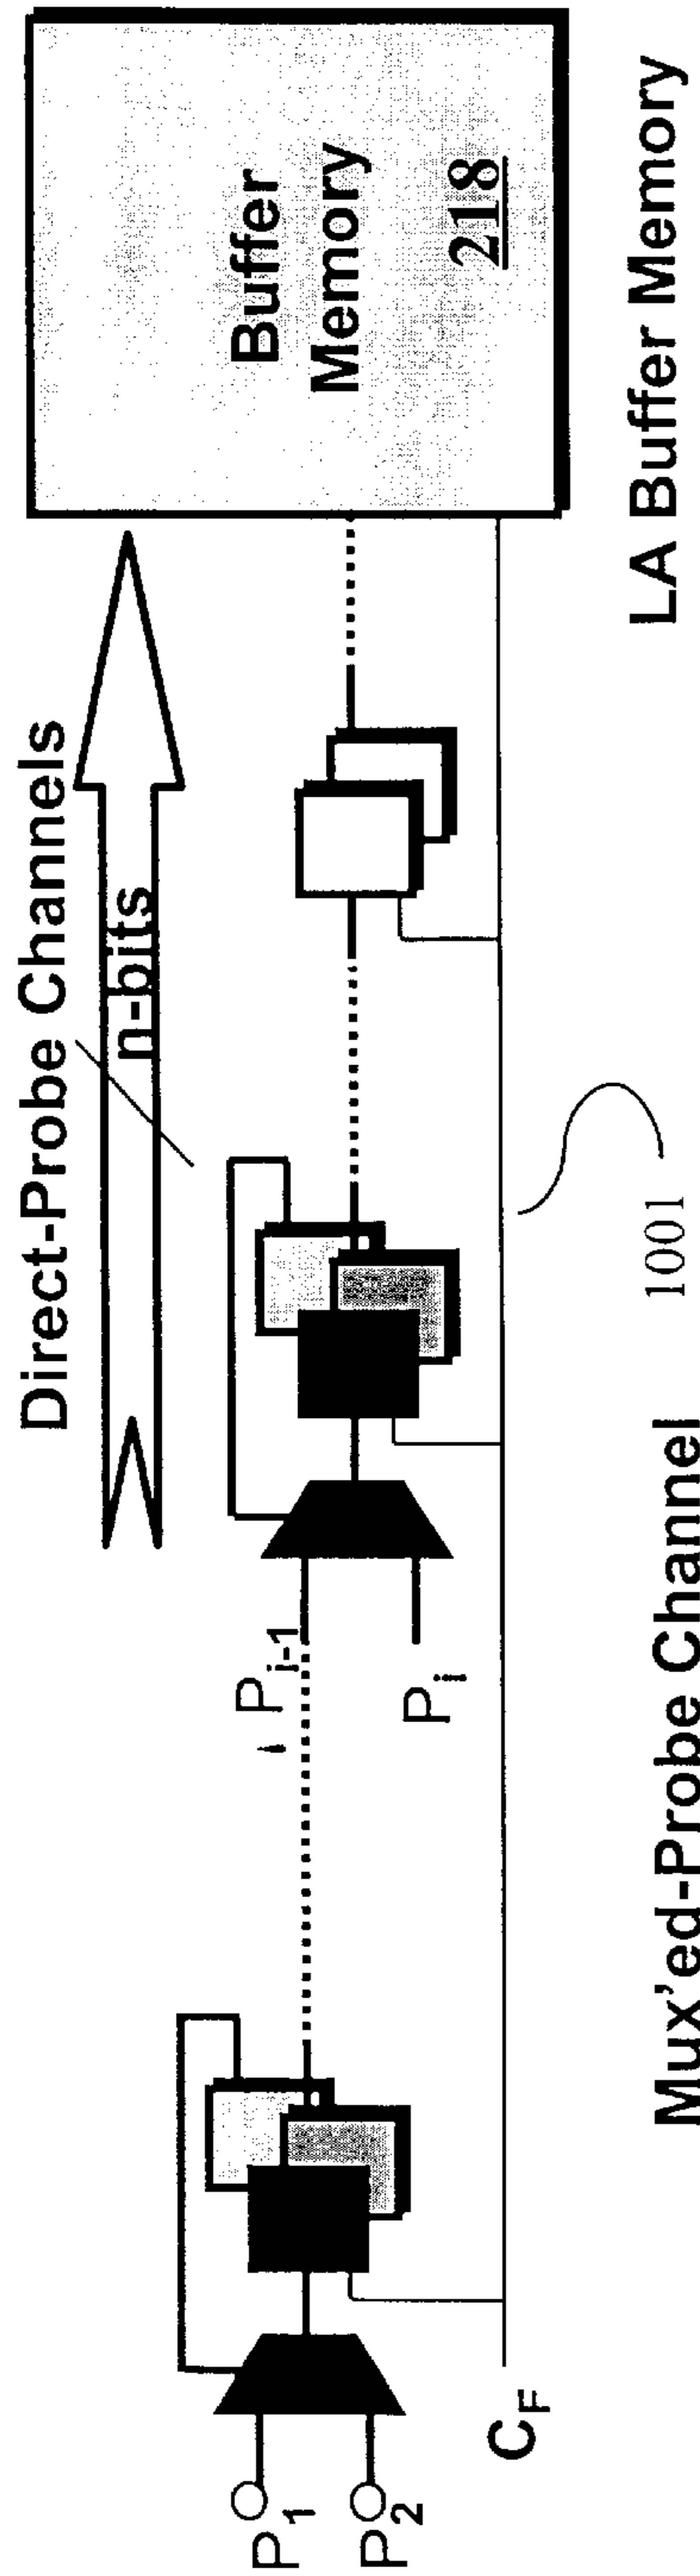 Direct-Probe Channels
n-bits
Buffer
Memory
218
P1
P2
Pi-1
Pi
CF
1001
Mux'ed-Probe Channel
LA Buffer Memory